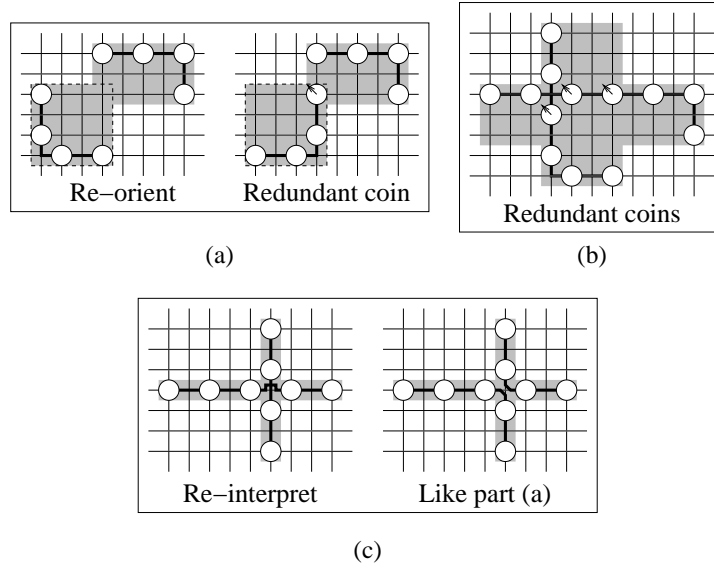 Re−orient
Redundant coin
(a)
Redundant coins
(b)
Re−interpret
Like part (a)
(c)